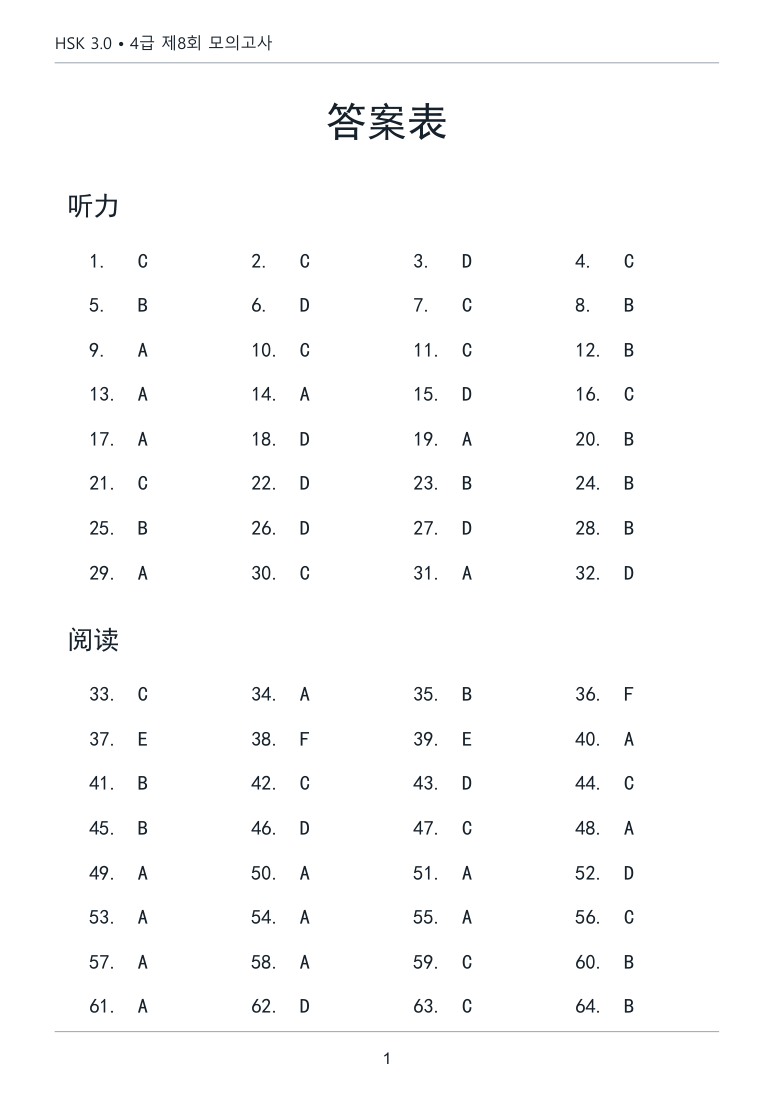 HSK 3.0 • 4급 제8회 모의고사
答案表
听力
1. C 2. C 3. D 4. C
5. B 6. D 7. C 8. B
9. A 10. C 11. C 12. B
13. A 14. A 15. D 16. C
17. A 18. D 19. A 20. B
21. C 22. D 23. B 24. B
25. B 26. D 27. D 28. B
29. A 30. C 31. A 32. D
阅读
33. C 34. A 35. B 36. F
37. E 38. F 39. E 40. A
41. B 42. C 43. D 44. C
45. B 46. D 47. C 48. A
49. A 50. A 51. A 52. D
53. A 54. A 55. A 56. C
57. A 58. A 59. C 60. B
61. A 62. D 63. C 64. B
1